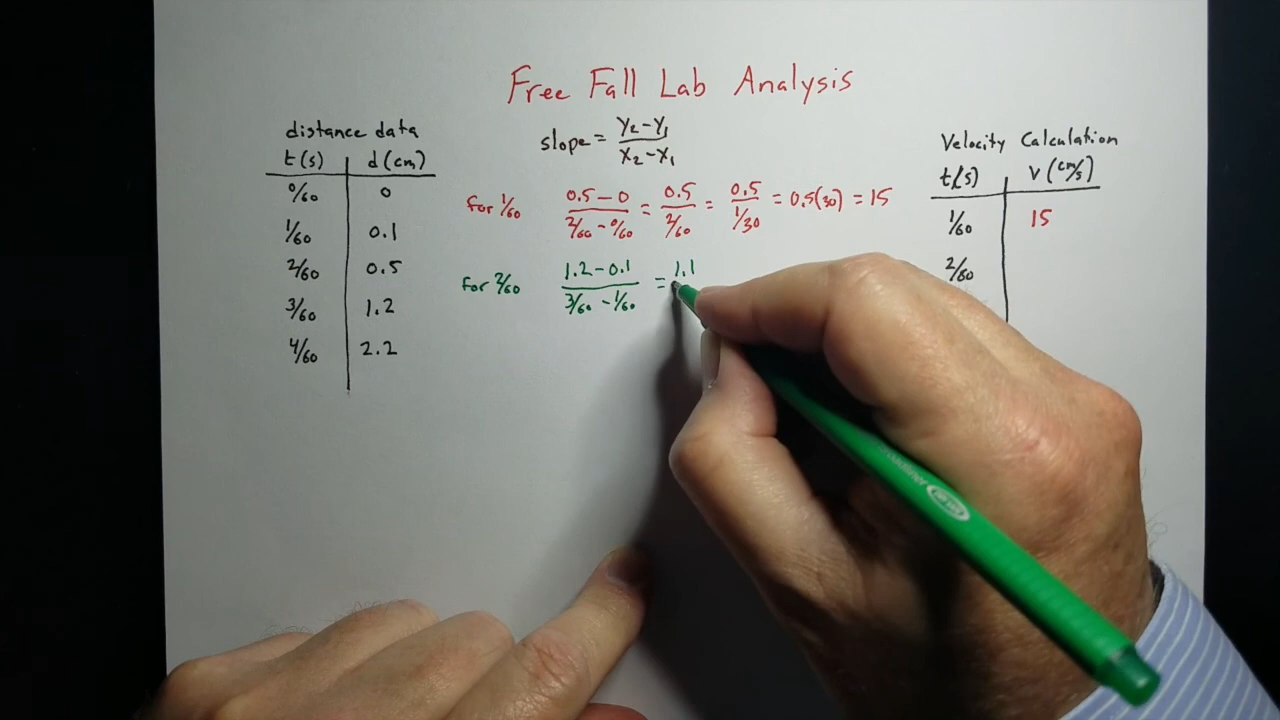 Free Fall Lab Analysis
distance data
t(s) d(cm)
0/60 0
1/60 0.1
2/60 0.5
3/60 1.2
4/60 2.2
slope = Y₂-Y₁ / X₂-X₁
for 1/60 0.5-0 / 2/60-0/60 = 0.5 / 2/60 = 0.5 / 1/30 = 0.5(30) = 15
for 2/60 1.2-0.1 / 3/60-1/60 = 1.1
Velocity Calculation
t(s) v(cm/s)
1/60 15
2/60